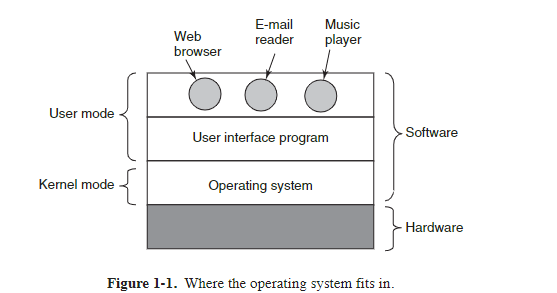 Web
browser
E-mail
reader
Music
player
User mode
User interface program
Software
Kernel mode
Operating system
Hardware
Figure 1-1. Where the operating system fits in.